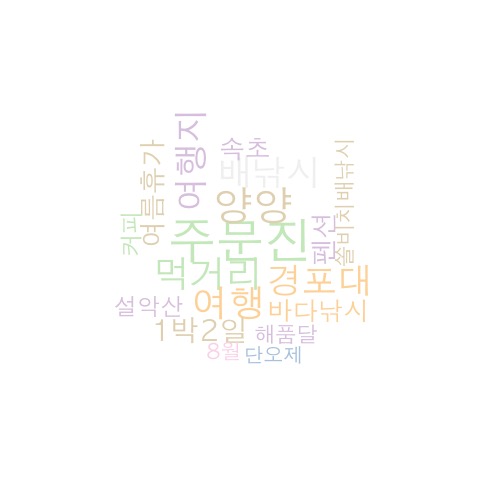 여행지
속초
배낚시
여름휴가
쏠비치배낚시
양양
커피
주문진
펜션
먹거리
경포대
설악산
여행
바다낚시
1박2일
해품달
8월
단오제